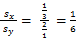 s_x/s_y = (1/3)/(2/1) = 1/6